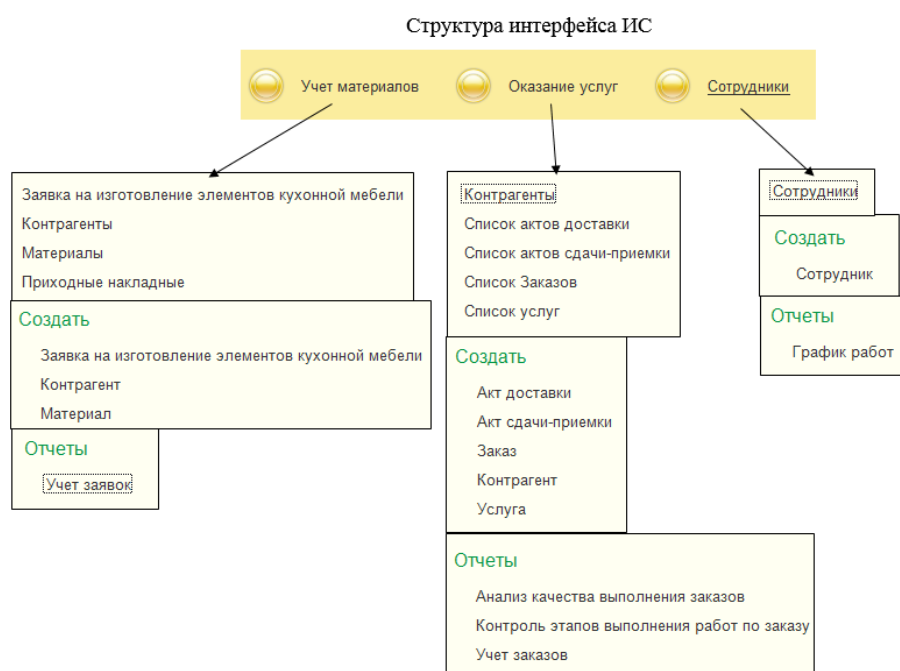 Структура интерфейса ИС
Учет материалов
Оказание услуг
Сотрудники
Заявка на изготовление элементов кухонной мебели
Контрагенты
Материалы
Приходные накладные
Создать
Заявка на изготовление элементов кухонной мебели
Контрагент
Материал
Отчеты
Учет заявок
Контрагенты
Список актов доставки
Список актов сдачи-приемки
Список Заказов
Список услуг
Создать
Акт доставки
Акт сдачи-приемки
Заказ
Контрагент
Услуга
Отчеты
Анализ качества выполнения заказов
Контроль этапов выполнения работ по заказу
Учет заказов
Сотрудники
Создать
Сотрудник
Отчеты
График работ